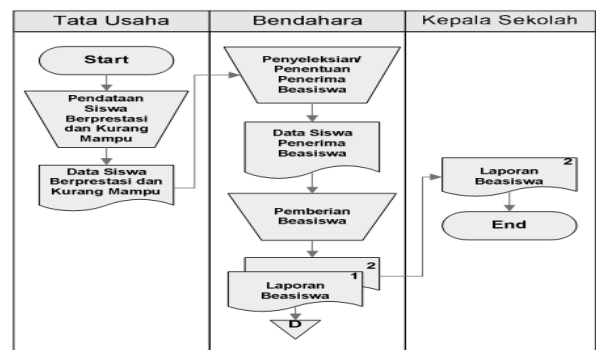 Tata Usaha
Bendahara
Kepala Sekolah
Start
Pendataan
Siswa
Berprestasi
dan Kurang
Mampu
Data Siswa
Berprestasi dan
Kurang Mampu
Penyeleksian/
Penentuan
Penerima
Beasiswa
Data Siswa
Penerima
Beasiswa
Pemberian
Beasiswa
2
1
Laporan
Beasiswa
D
2
Laporan
Beasiswa
End